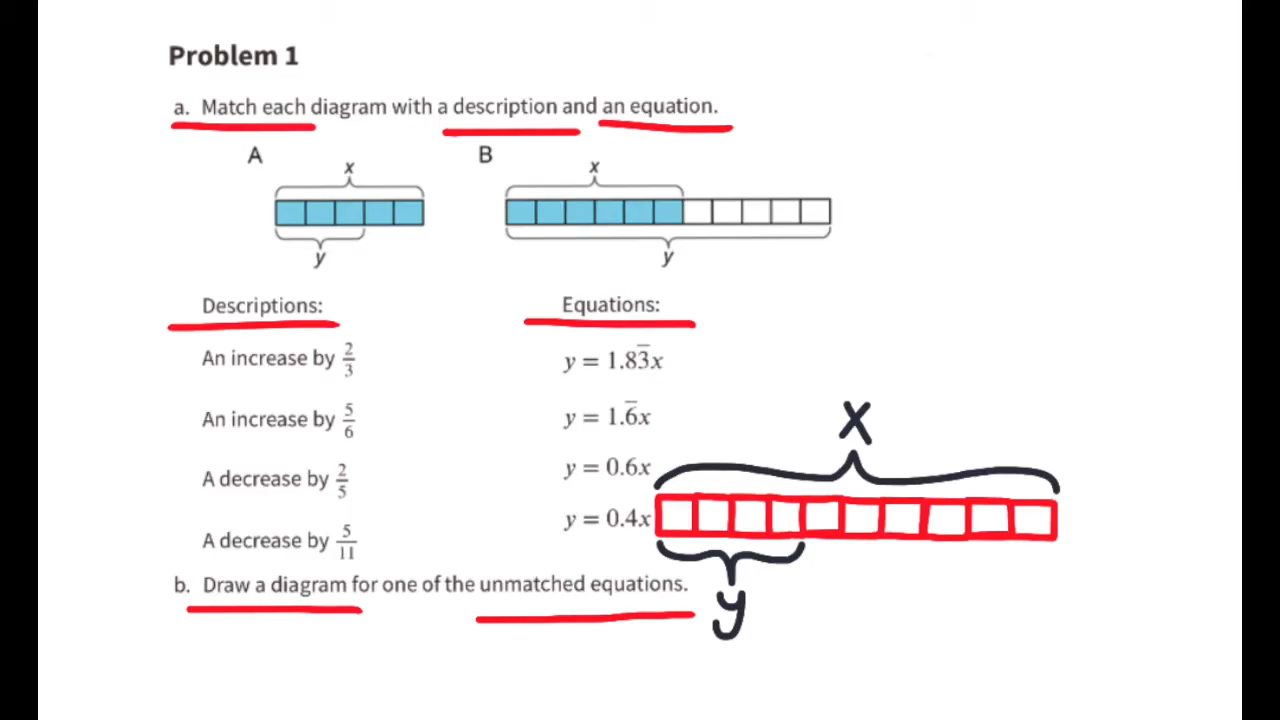 Problem 1
a. Match each diagram with a description and an equation.
A
x
y
B
x
y
Descriptions:
An increase by 2/3
An increase by 5/6
A decrease by 2/5
A decrease by 5/11
Equations:
y = 1.83̅x
y = 1.6̅x
y = 0.6x
y = 0.4x
x
y
b. Draw a diagram for one of the unmatched equations.